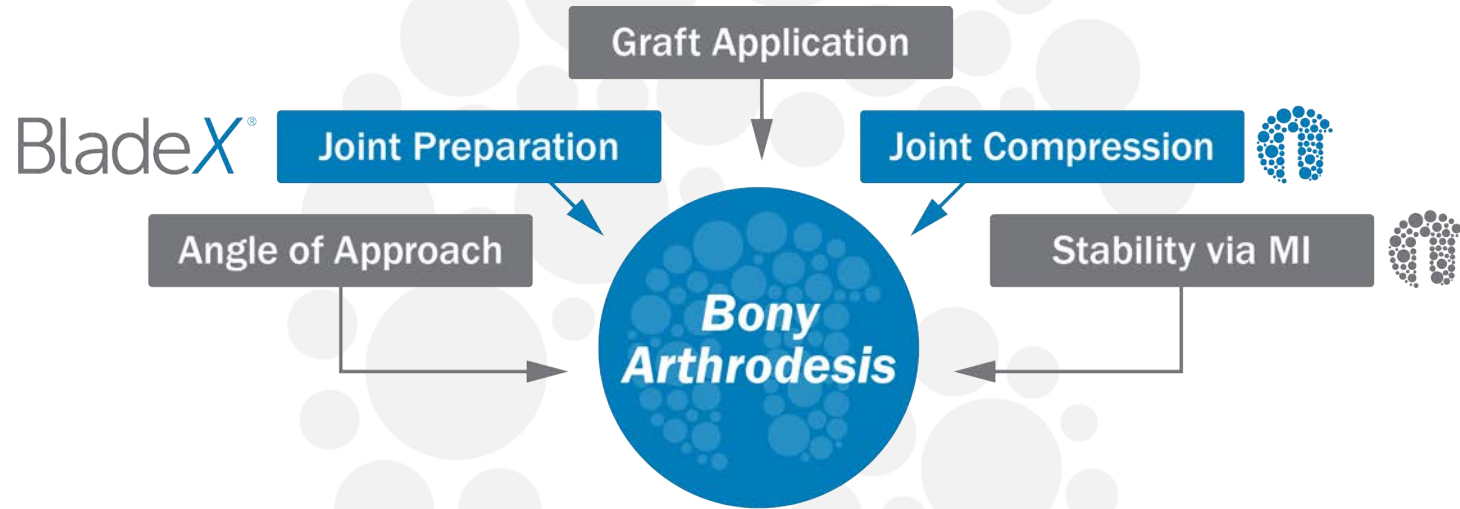 Graft Application
BladeX®
Joint Preparation
Joint Compression
Angle of Approach
Stability via MI
Bony
Arthrodesis